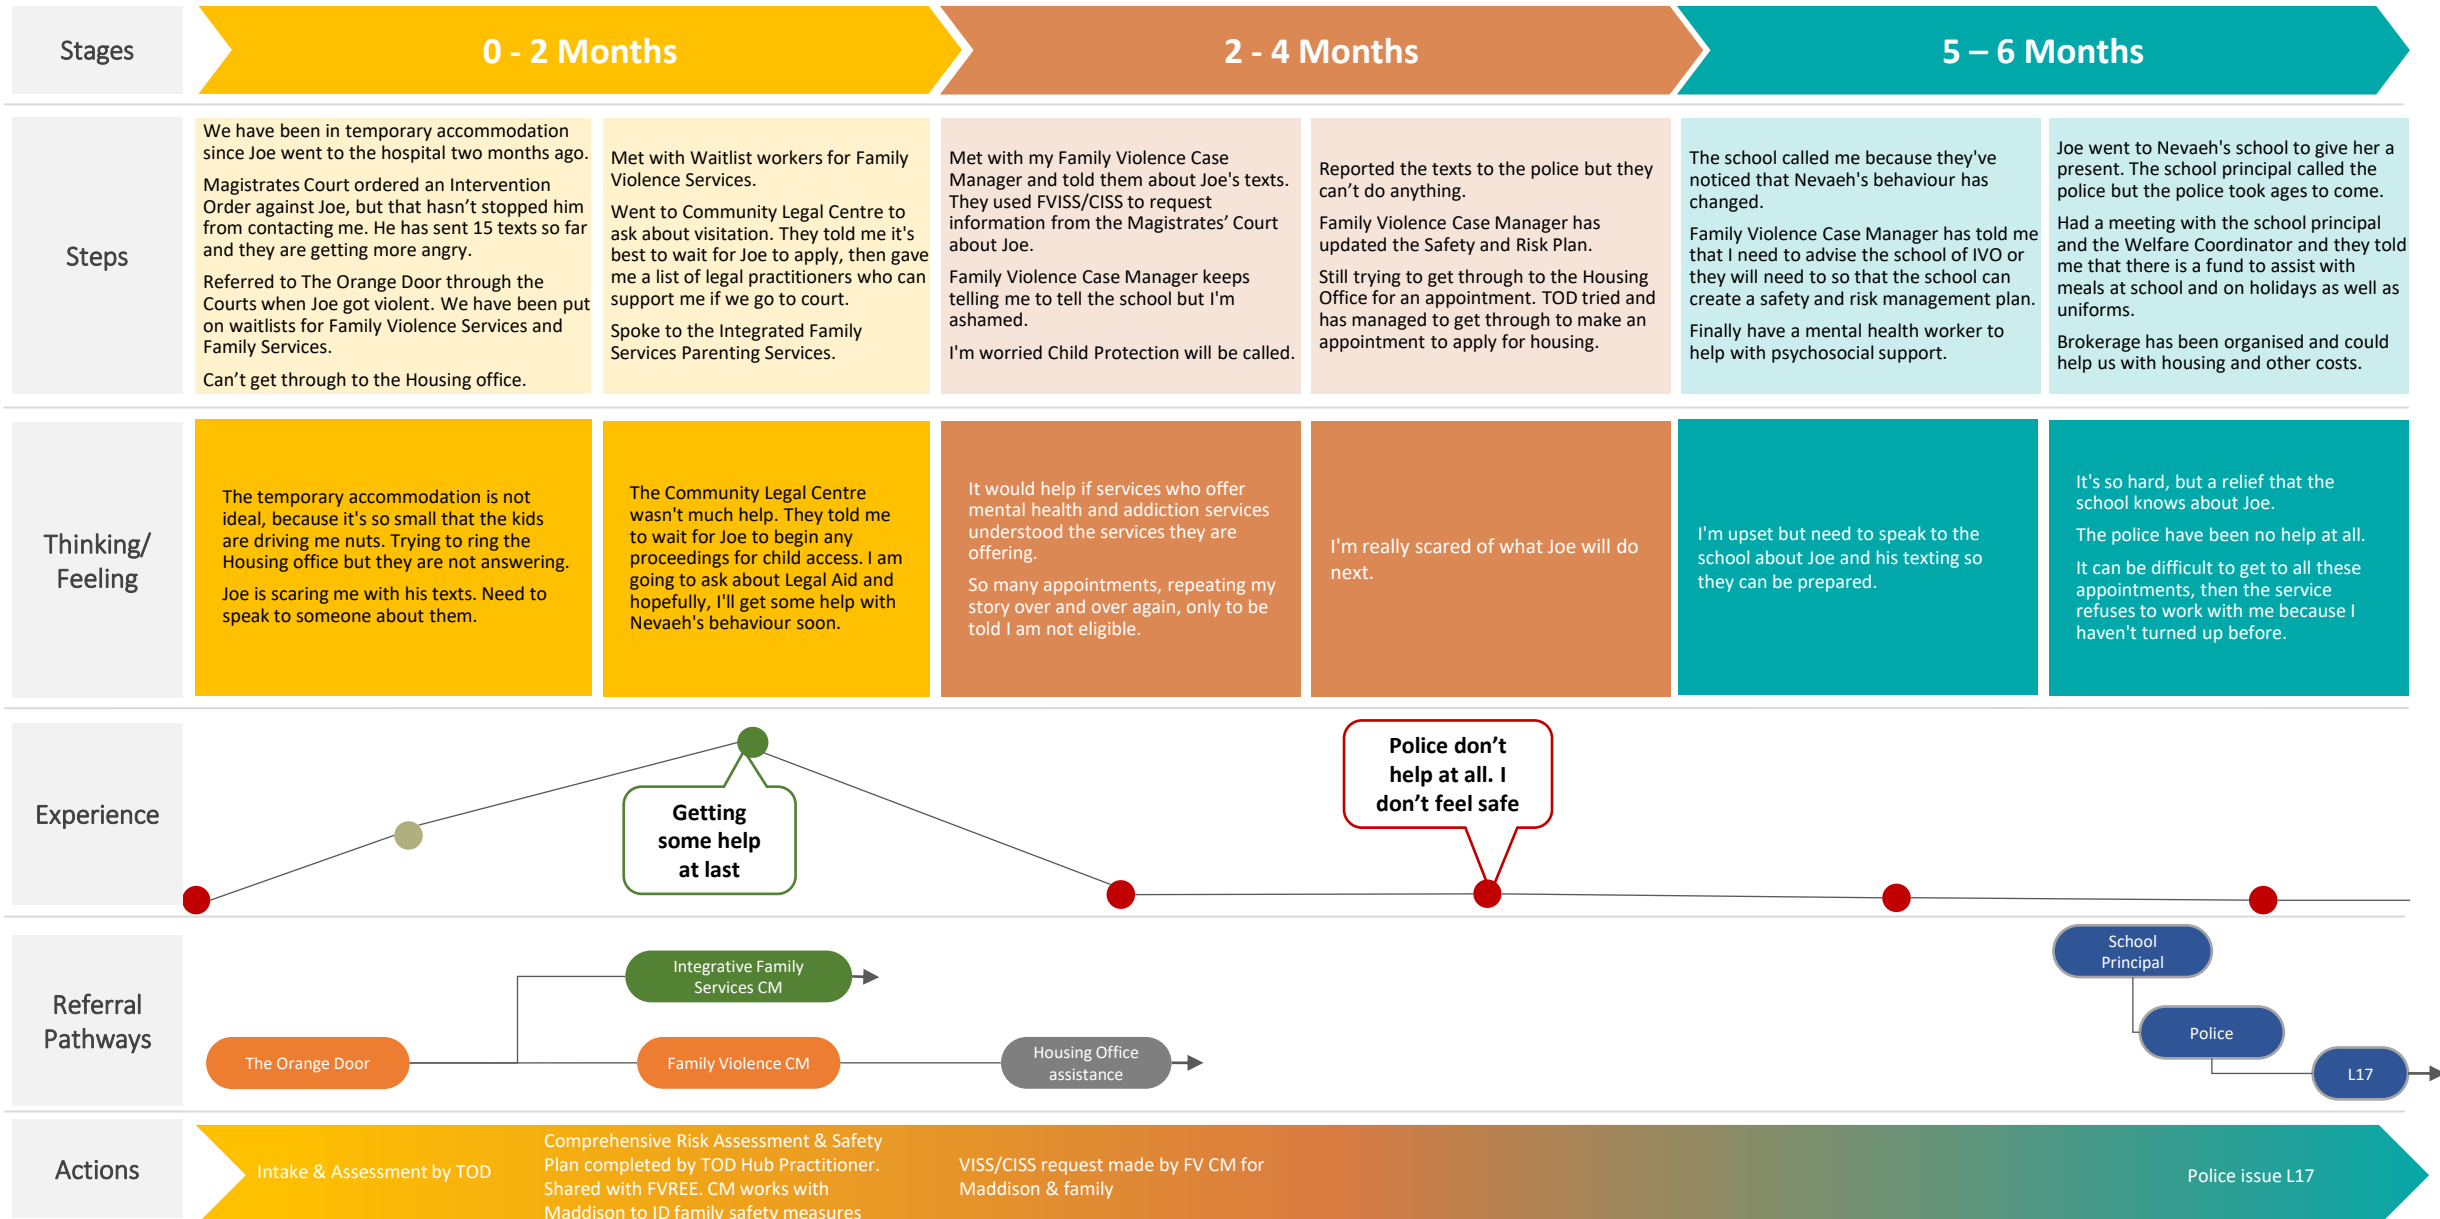 Stages
0 - 2 Months
2 - 4 Months
5 – 6 Months
Steps
We have been in temporary accommodation
since Joe went to the hospital two months ago.
Magistrates Court ordered an Intervention
Order against Joe, but that hasn’t stopped him
from contacting me. He has sent 15 texts so far
and they are getting more angry.
Referred to The Orange Door through the
Courts when Joe got violent. We have been put
on waitlists for Family Violence Services and
Family Services.
Can’t get through to the Housing office.
Met with Waitlist workers for Family
Violence Services.
Went to Community Legal Centre to
ask about visitation. They told me it's
best to wait for Joe to apply, then gave
me a list of legal practitioners who can
support me if we go to court.
Spoke to the Integrated Family
Services Parenting Services.
Met with my Family Violence Case
Manager and told them about Joe's texts.
They used FVISS/CISS to request
information from the Magistrates’ Court
about Joe.
Family Violence Case Manager keeps
telling me to tell the school but I'm
ashamed.
I'm worried Child Protection will be called.
Reported the texts to the police but they
can’t do anything.
Family Violence Case Manager has
updated the Safety and Risk Plan.
Still trying to get through to the Housing
Office for an appointment. TOD tried and
has managed to get through to make an
appointment to apply for housing.
The school called me because they've
noticed that Nevaeh's behaviour has
changed.
Family Violence Case Manager has told me
that I need to advise the school of IVO or
they will need to so that the school can
create a safety and risk management plan.
Finally have a mental health worker to
help with psychosocial support.
Joe went to Nevaeh's school to give her a
present. The school principal called the
police but the police took ages to come.
Had a meeting with the school principal
and the Welfare Coordinator and they told
me that there is a fund to assist with
meals at school and on holidays as well as
uniforms.
Brokerage has been organised and could
help us with housing and other costs.
Thinking/
Feeling
The temporary accommodation is not
ideal, because it's so small that the kids
are driving me nuts. Trying to ring the
Housing office but they are not answering.
Joe is scaring me with his texts. Need to
speak to someone about them.
The Community Legal Centre
wasn't much help. They told me
to wait for Joe to begin any
proceedings for child access. I am
going to ask about Legal Aid and
hopefully, I'll get some help with
Nevaeh's behaviour soon.
It would help if services who offer
mental health and addiction services
understood the services they are
offering.
So many appointments, repeating my
story over and over again, only to be
told I am not eligible.
I'm really scared of what Joe will do
next.
I'm upset but need to speak to the
school about Joe and his texting so
they can be prepared.
It's so hard, but a relief that the
school knows about Joe.
The police have been no help at all.
It can be difficult to get to all these
appointments, then the service
refuses to work with me because I
haven't turned up before.
Experience
Getting
some help
at last
Police don’t
help at all. I
don’t feel safe
Referral
Pathways
The Orange Door
Integrative Family
Services CM
Family Violence CM
Housing Office
assistance
School
Principal
Police
L17
Actions
Intake & Assessment by TOD
Comprehensive Risk Assessment & Safety
Plan completed by TOD Hub Practitioner.
Shared with FVREE. CM works with
Maddison to ID family safety measures
VISS/CISS request made by FV CM for
Maddison & family
Police issue L17